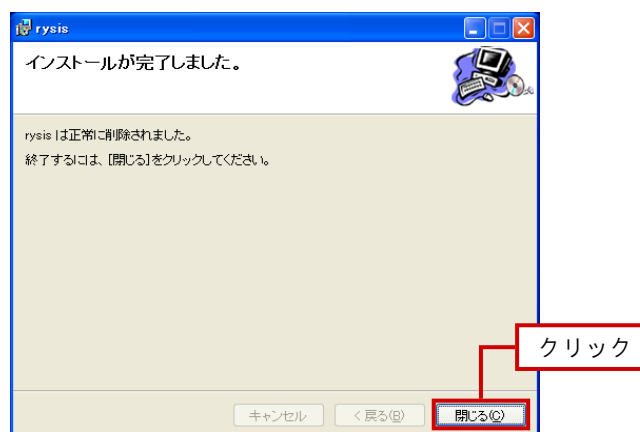 rysis
インストールが完了しました。
rysis は正常に削除されました。
終了するには、[閉じる]をクリックしてください。
クリック
キャンセル
< 戻る(B)
閉じる(C)